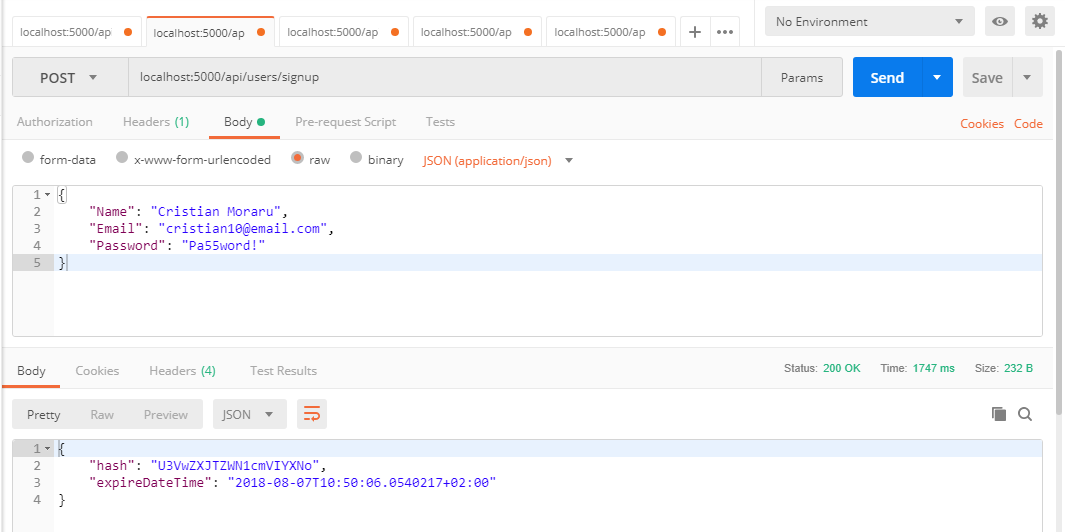 localhost:5000/ap localhost:5000/ap localhost:5000/ap localhost:5000/ap localhost:5000/ap + ••• No Environment
POST localhost:5000/api/users/signup Params Send Save
Authorization Headers (1) Body Pre-request Script Tests Cookies Code
form-data x-www-form-urlencoded raw binary JSON (application/json)
1 {
2 "Name": "Cristian Moraru",
3 "Email": "cristian10@email.com",
4 "Password": "Pa55word!"
5 }
Body Cookies Headers (4) Test Results Status: 200 OK Time: 1747 ms Size: 232 B
Pretty Raw Preview JSON
1 {
2 "hash": "U3VwZXJTZWN1cmVIYXNo",
3 "expireDateTime": "2018-08-07T10:50:06.0540217+02:00"
4 }